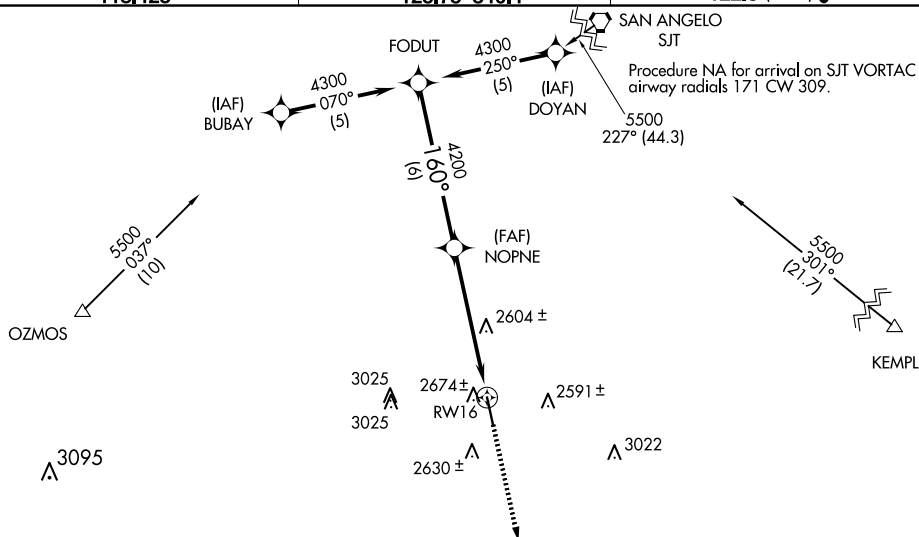 SAN ANGELO
SJT
Procedure NA for arrival on SJT VORTAC
airway radials 171 CW 309.
5500
227° (44.3)
FODUT
4300
250°
(5)
(IAF)
DOYAN
4300
070°
(5)
(IAF)
BUBAY
4200
160°
(6)
(FAF)
NOPNE
5500
037°
(10)
OZMOS
5500
301°
(21.7)
KEMPL
2604 ±
3025
3025
2674±
RW16
2591 ±
2630 ±
3022
3095